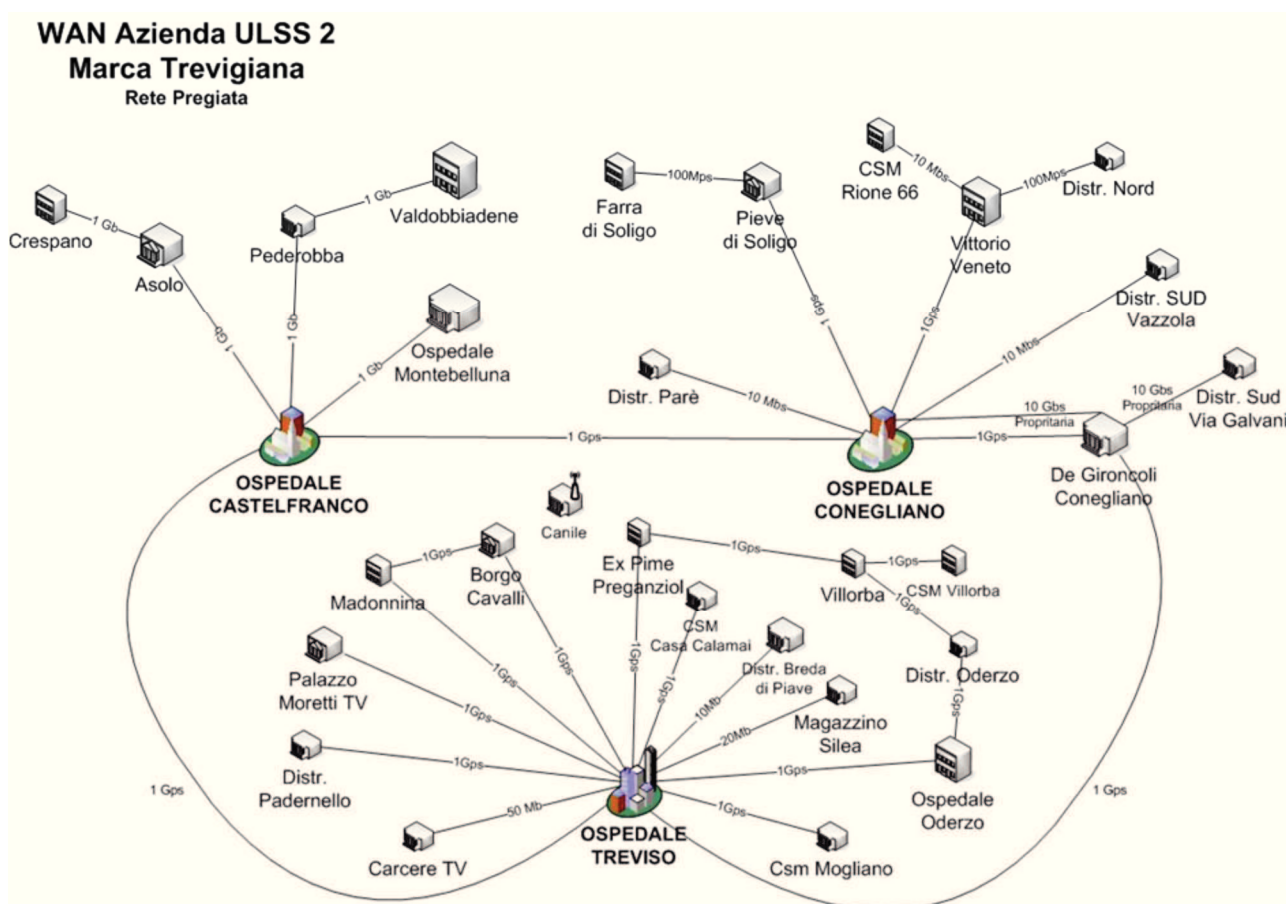 WAN Azienda ULSS 2
Marca Trevigiana
Rete Pregiata
Crespano
1 Gb
Asolo
1 Gb
Pederobba
1 Gb
Valdobbiadene
1 Gb
Ospedale
Montebelluna
1 Gb
OSPEDALE
CASTELFRANCO
1 Gps
Farra
di Soligo
100Mps
Pieve
di Soligo
1 Gps
CSM
Rione 66
10 Mbs
Vittorio
Veneto
100Mps
Distr. Nord
1Gps
Distr. SUD
Vazzola
10 Mbs
Distr. Parè
10 Mbs
OSPEDALE
CONEGLIANO
10 Gbs
Propritaria
1Gps
De Gironcoli
Conegliano
10 Gbs
Propritaria
Distr. Sud
Via Galvani
Canile
Madonnina
1Gps
Borgo
Cavalli
1Gps
1Gps
Ex Pime
Preganziol
1Gps
1Gps
Villorba
1Gps
CSM Villorba
1Gps
CSM
Casa Calamai
1Gps
Distr. Breda
di Piave
10Mb
Distr. Oderzo
1Gps
Palazzo
Moretti TV
1Gps
Magazzino
Silea
20Mb
Distr.
Padernello
1Gps
Ospedale
Oderzo
1Gps
1 Gps
1 Gps
Carcere TV
50 Mb
OSPEDALE
TREVISO
1Gps
Csm Mogliano